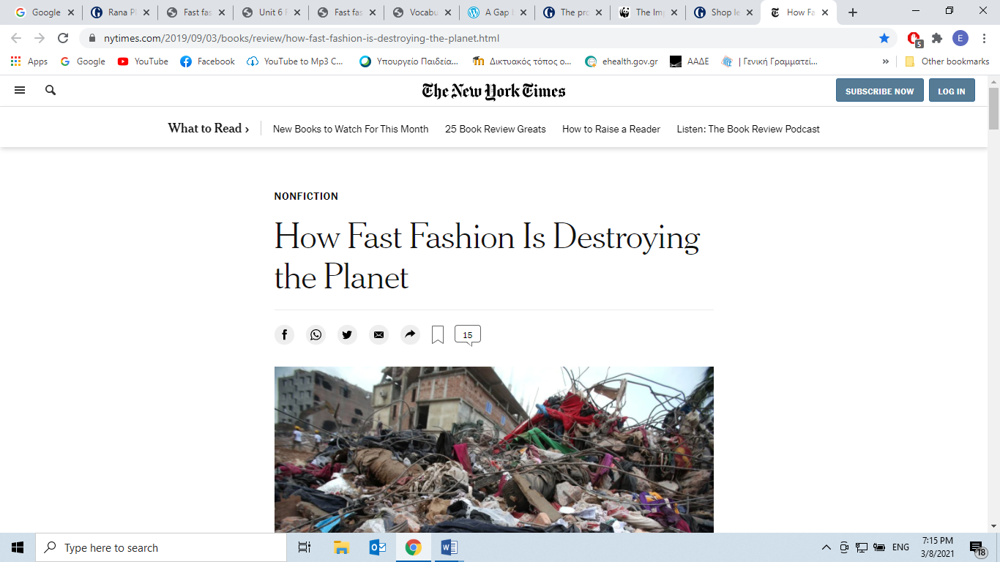 Google
Rana Pl
Fast fas
Unit 6 F
Fast fas
Vocabu
A Gap i
The pro
The Imp
Shop le
How Fa
nytimes.com/2019/09/03/books/review/how-fast-fashion-is-destroying-the-planet.html
5
E
Apps
Google
YouTube
Facebook
YouTube to Mp3 C...
Υπουργείο Παιδεία...
Δικτυακός τόπος ο...
ehealth.gov.gr
ΑΑΔΕ
| Γενική Γραμματεί...
»
Other bookmarks
The New York Times
SUBSCRIBE NOW
LOG IN
What to Read ›
New Books to Watch For This Month
25 Book Review Greats
How to Raise a Reader
Listen: The Book Review Podcast
NONFICTION
How Fast Fashion Is Destroying
the Planet
15
Type here to search
ENG
7:15 PM
3/8/2021
18